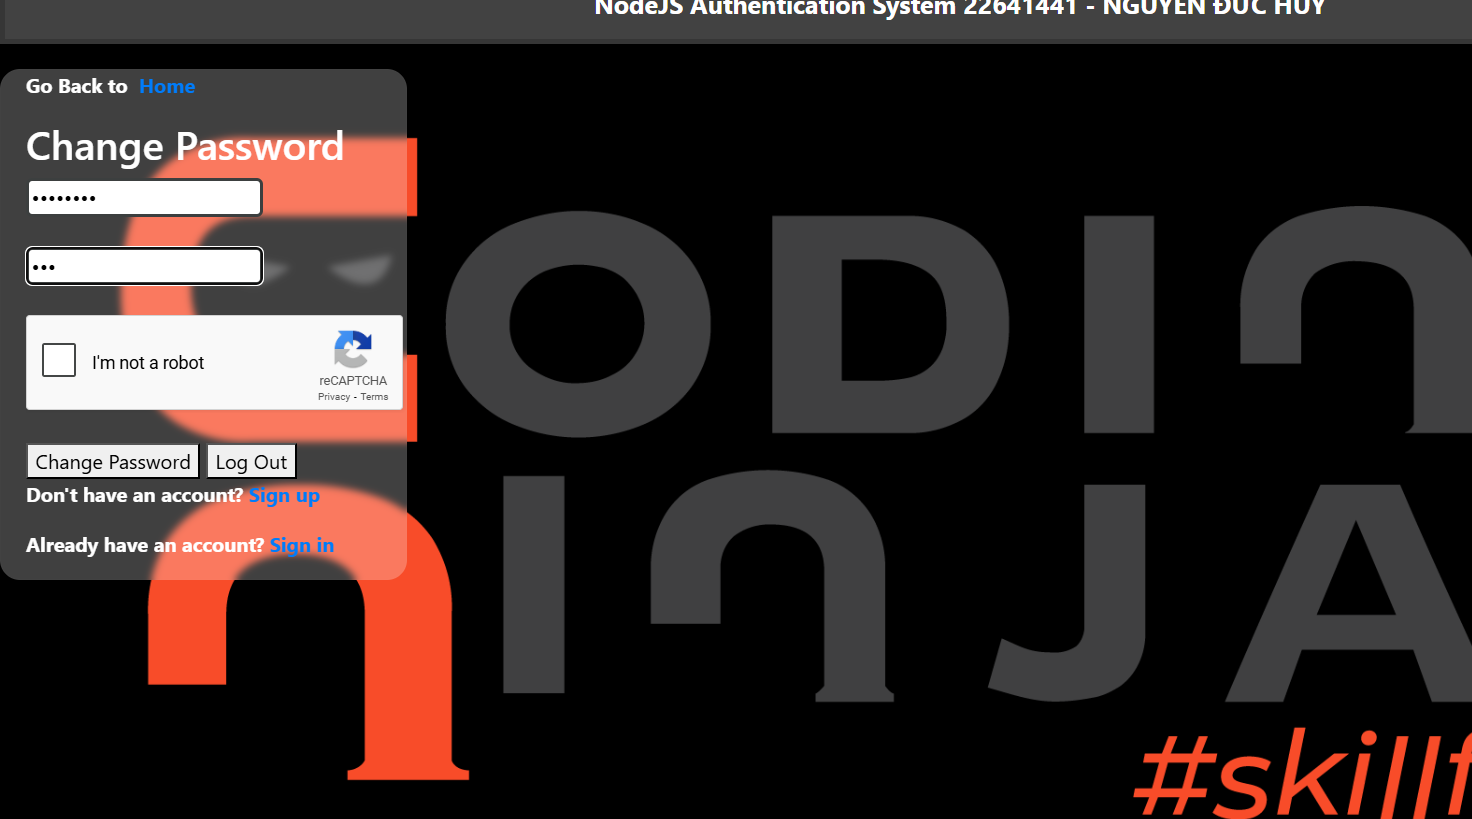 NodeJS Authentication System 22641441 - NGUYEN ĐUC HUY
Go Back to Home
Change Password
••••••••
•••
I'm not a robot
reCAPTCHA
Privacy - Terms
Change Password Log Out
Don't have an account? Sign up
Already have an account? Sign in
CODING
NINJA
#skillf